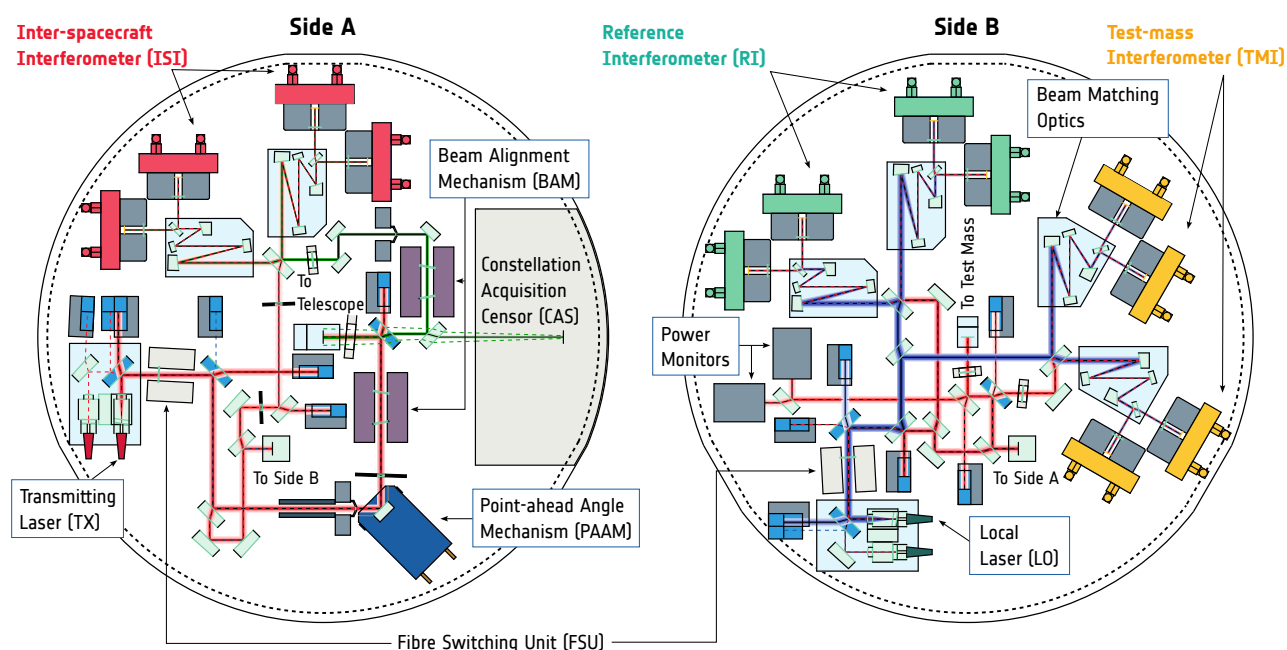 Side A
Inter-spacecraft
Interferometer (ISI)
Beam Alignment
Mechanism (BAM)
Constellation
Acquisition
Censor (CAS)
To
Telescope
To Side B
Transmitting
Laser (TX)
Point-ahead Angle
Mechanism (PAAM)
Side B
Reference
Interferometer (RI)
Test-mass
Interferometer (TMI)
Beam Matching
Optics
To Test Mass
Power
Monitors
To Side A
Local
Laser (LO)
Fibre Switching Unit (FSU)